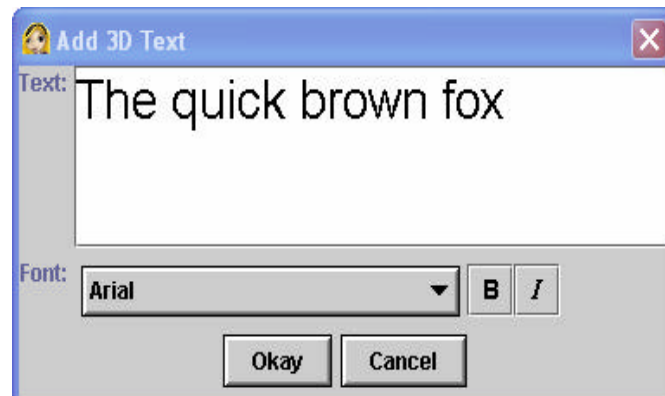 Add 3D Text
Text:
The quick brown fox
Font:
Arial
B I
Okay Cancel